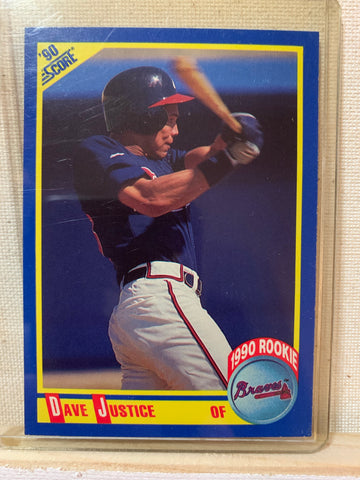 '90
SCORE
1990 ROOKIE
Braves
DAVE JUSTICE OF